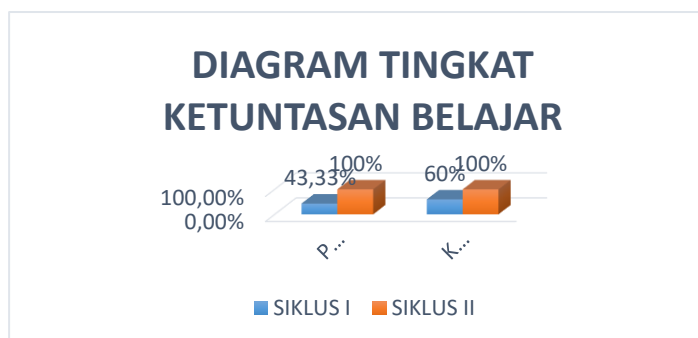 DIAGRAM TINGKAT
KETUNTASAN BELAJAR
43,33% 100% 60% 100%
100,00%
0,00%
P... K...
SIKLUS I SIKLUS II